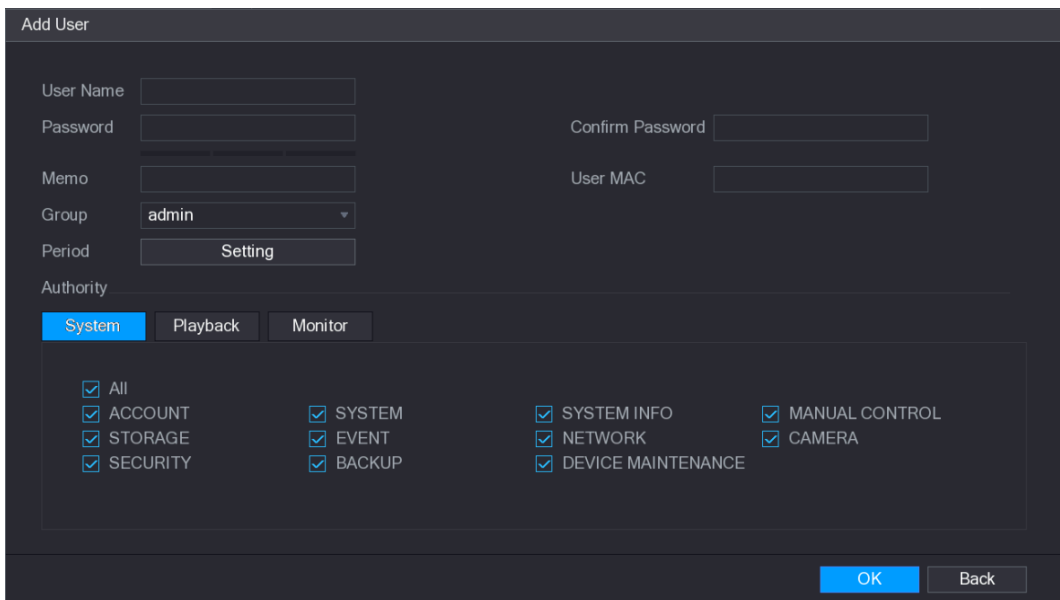 Add User
User Name
Password Confirm Password
Memo User MAC
Group admin
Period Setting
Authority
System Playback Monitor
All
ACCOUNT SYSTEM SYSTEM INFO MANUAL CONTROL
STORAGE EVENT NETWORK CAMERA
SECURITY BACKUP DEVICE MAINTENANCE
OK Back